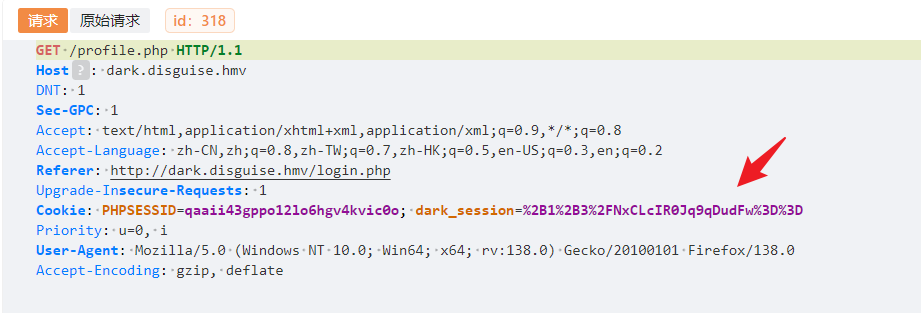 请求 原始请求 id: 318
GET /profile.php HTTP/1.1
Host ? : dark.disguise.hmv
DNT: 1
Sec-GPC: 1
Accept: text/html,application/xhtml+xml,application/xml;q=0.9,*/*;q=0.8
Accept-Language: zh-CN,zh;q=0.8,zh-TW;q=0.7,zh-HK;q=0.5,en-US;q=0.3,en;q=0.2
Referer: http://dark.disguise.hmv/login.php
Upgrade-Insecure-Requests: 1
Cookie: PHPSESSID=qaaii43gppo12lo6hgv4kvic0o; dark_session=%2B1%2B3%2FNxCLcIR0Jq9qDudFw%3D%3D
Priority: u=0, i
User-Agent: Mozilla/5.0 (Windows NT 10.0; Win64; x64; rv:138.0) Gecko/20100101 Firefox/138.0
Accept-Encoding: gzip, deflate